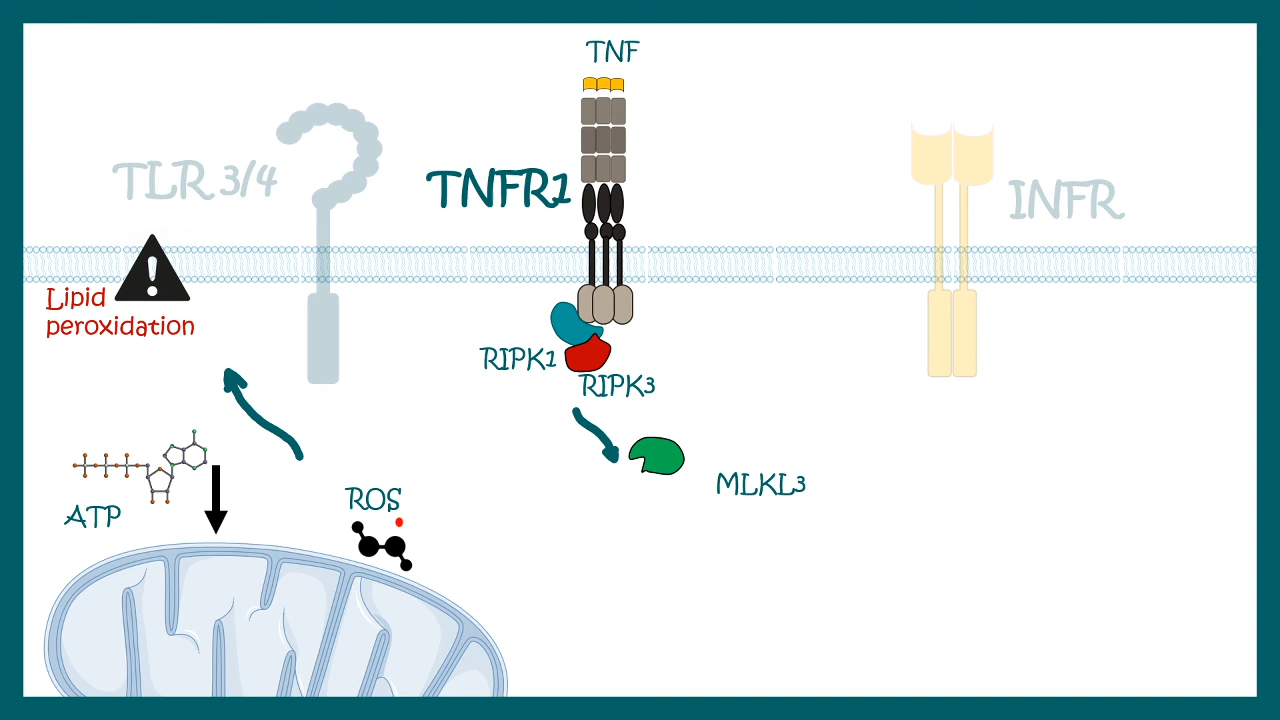 TNF
TLR 3/4
TNFR1
INFR
Lipid
peroxidation
RIPK1
RIPK3
MLKL3
ROS
ATP